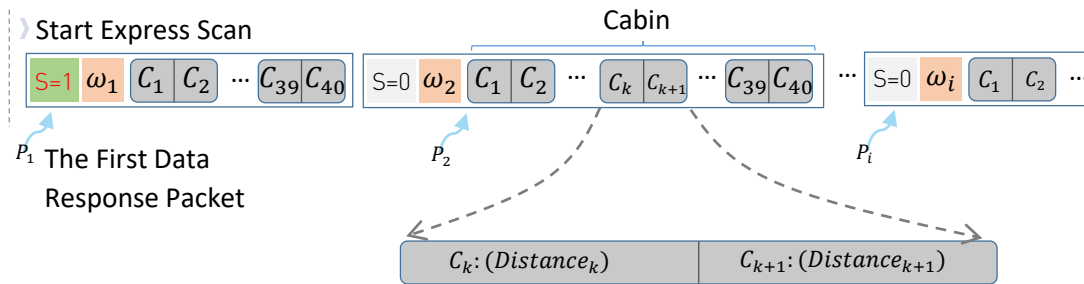 Start Express Scan
Cabin
S=1 ω₁ C₁ C₂ ... C₃₉ C₄₀
S=0 ω₂ C₁ C₂ ... Cₖ Cₖ₊₁ ... C₃₉ C₄₀ ...
S=0 ωᵢ C₁ C₂ ...
P₁ The First Data
Response Packet
P₂
Pᵢ
Cₖ: (Distanceₖ)
Cₖ₊₁: (Distanceₖ₊₁)